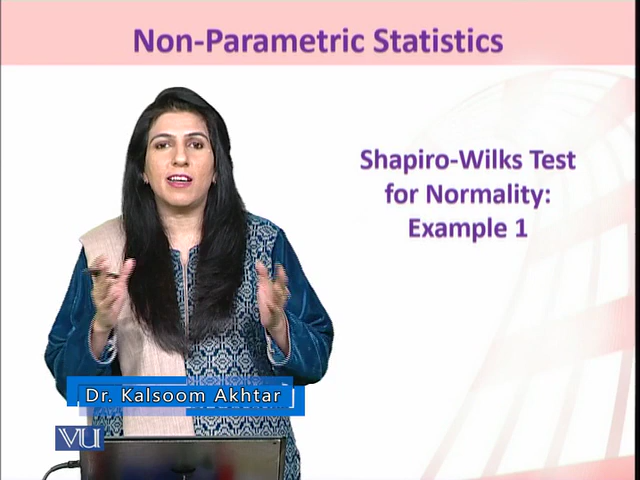 Non-Parametric Statistics
Shapiro-Wilks Test
for Normality:
Example 1
Dr. Kalsoom Akhtar
VU